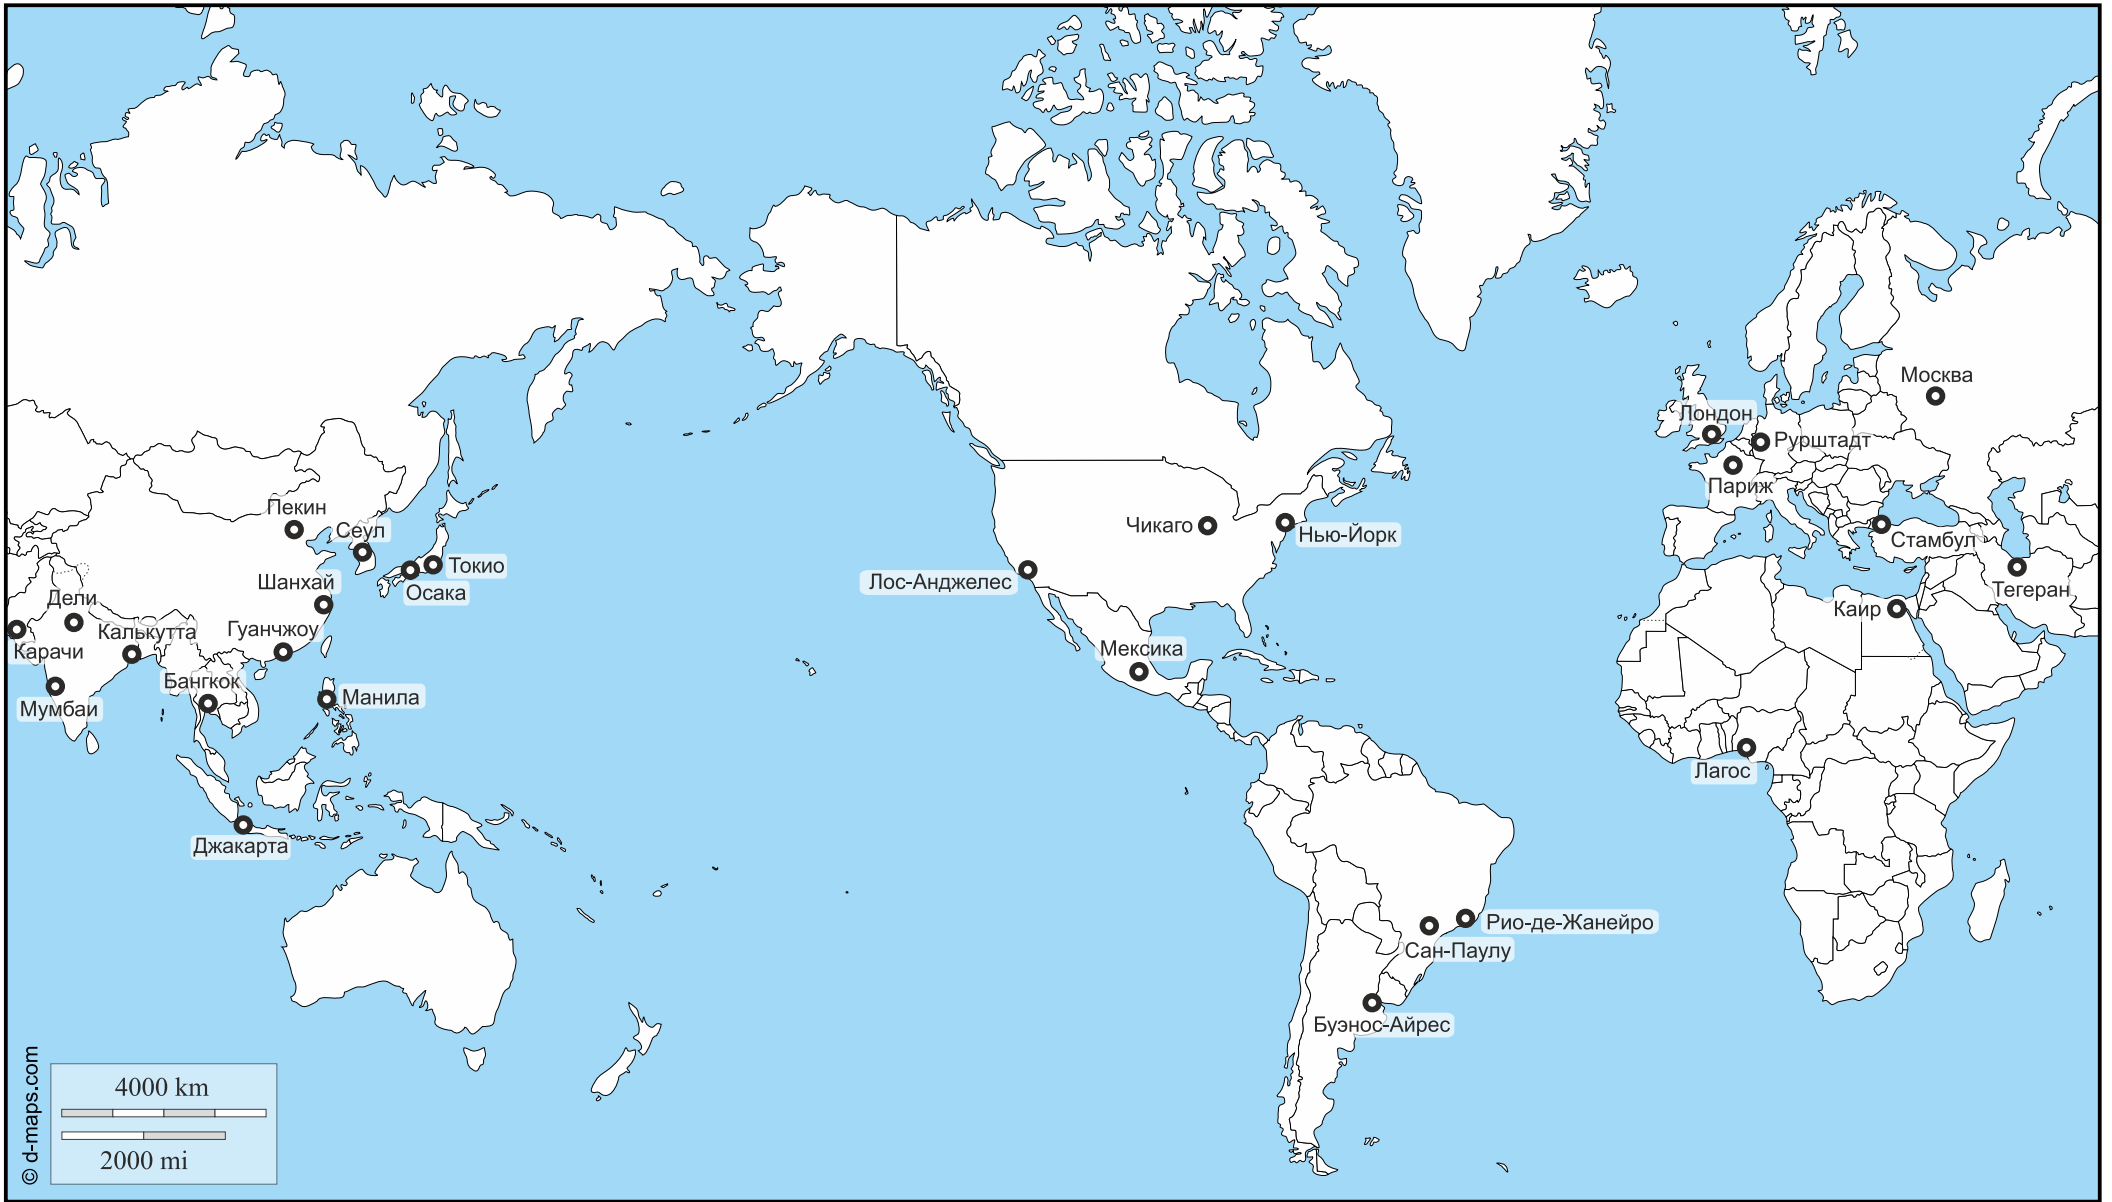 Москва
Лондон
Рурштадт
Париж
Пекин
Сеул
Чикаго
Нью-Йорк
Стамбул
Токио
Лос-Анджелес
Шанхай
Осака
Тегеран
Дели
Каир
Калькутта
Гуанчжоу
Карачи
Мексика
Бангкок
Манила
Мумбаи
Лагос
Джакарта
Рио-де-Жанейро
Сан-Паулу
Буэнос-Айрес
4000 km
2000 mi
© d-maps.com